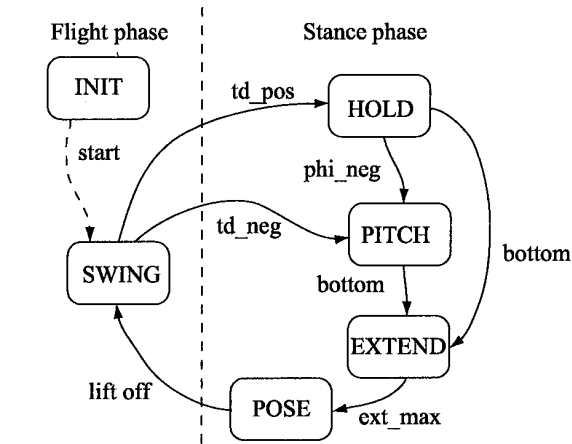 Flight phase
Stance phase
INIT
td_pos
HOLD
start
phi_neg
td_neg
PITCH
bottom
SWING
bottom
EXTEND
lift off
POSE
ext_max